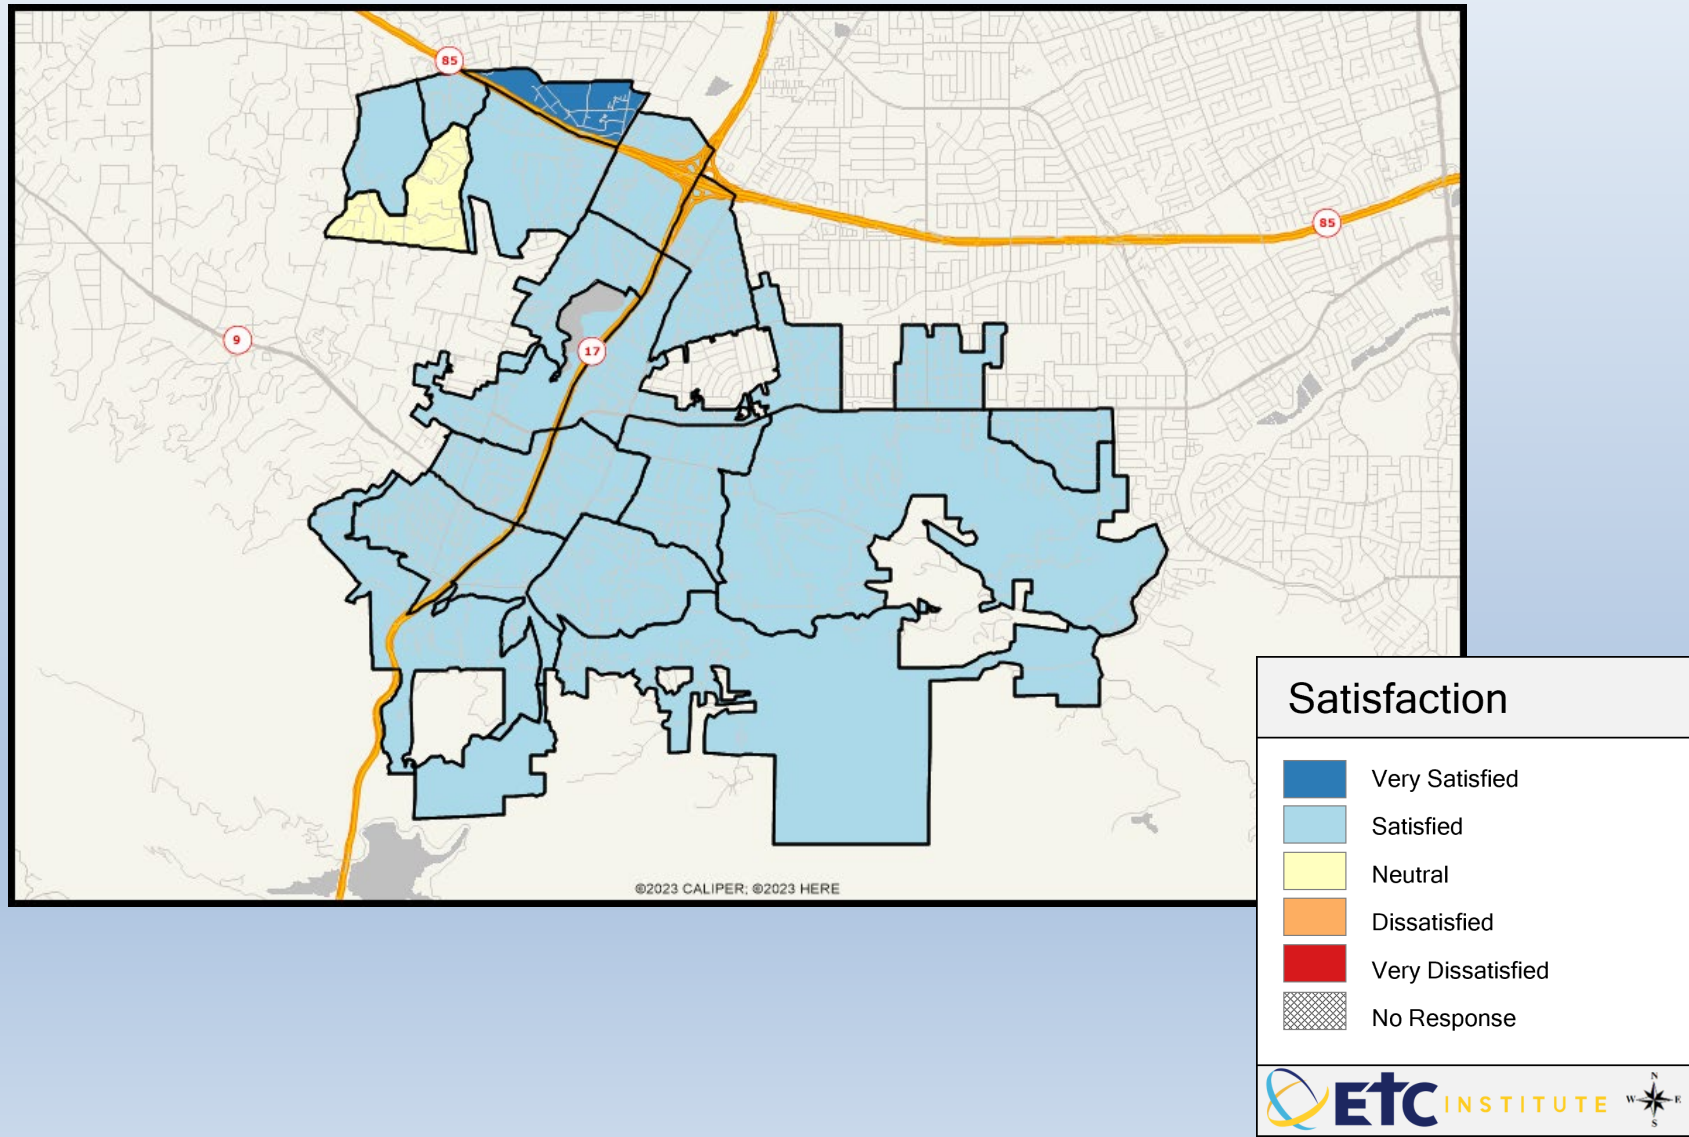 85
85
9
17
©2023 CALIPER; ©2023 HERE
Satisfaction
Very Satisfied
Satisfied
Neutral
Dissatisfied
Very Dissatisfied
No Response
ETC INSTITUTE
N
W E
S